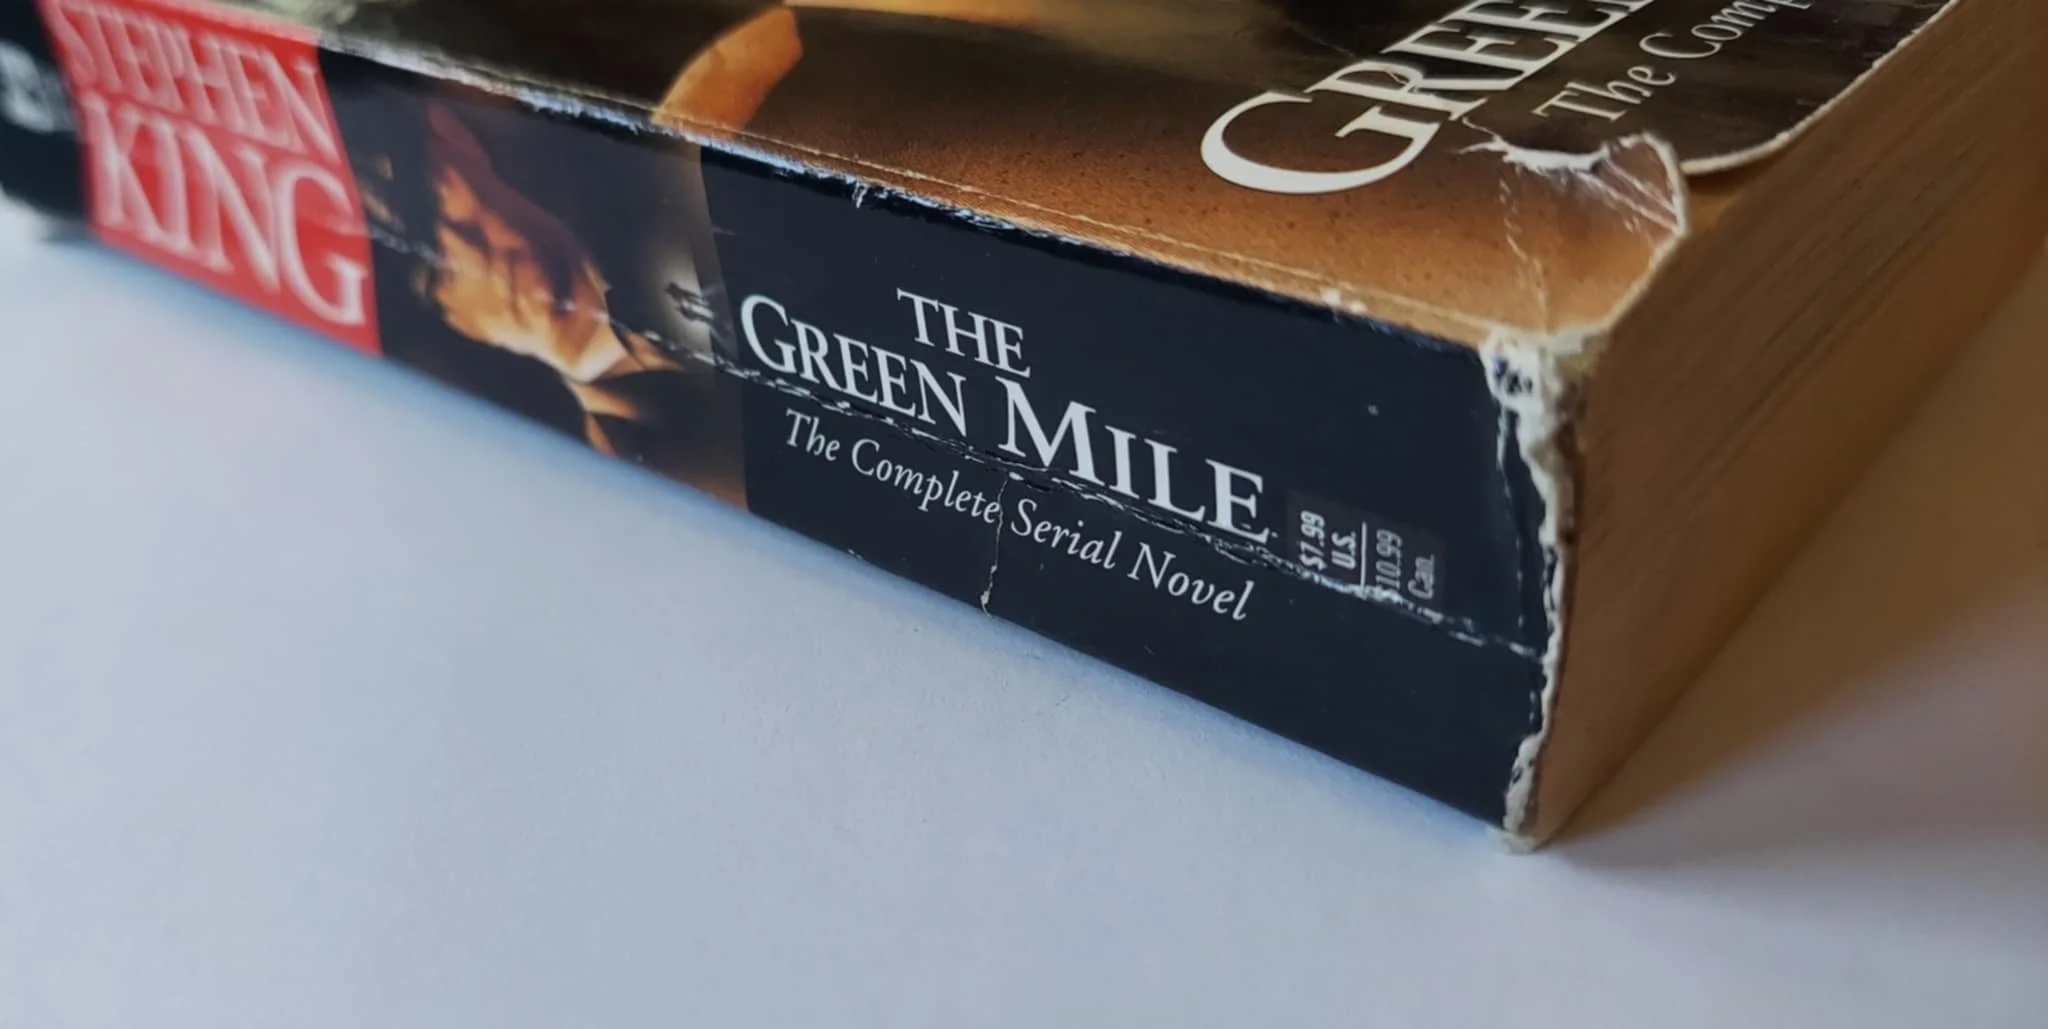 STEPHEN
KING
THE
GREEN MILE
The Complete Serial Novel
$7.99
U.S.
$10.99
Can.
GREE
The Comp